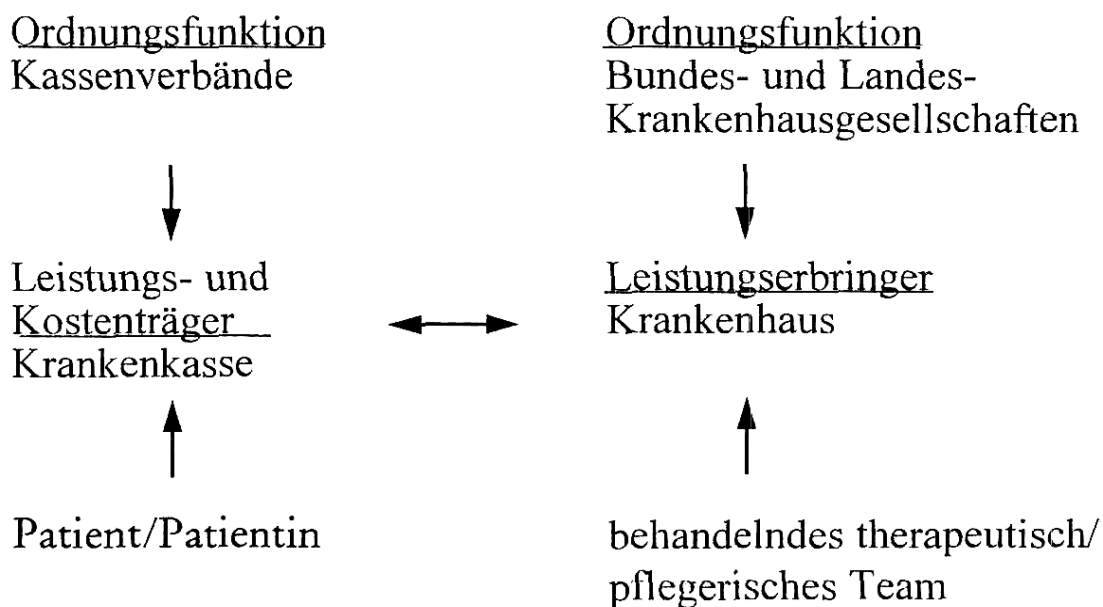 Ordnungsfunktion
Kassenverbände
Ordnungsfunktion
Bundes- und Landes-
Krankenhausgesellschaften
Leistungs- und
Kostenträger
Krankenkasse
Leistungserbringer
Krankenhaus
Patient/Patientin
behandelndes therapeutisch/
pflegerisches Team